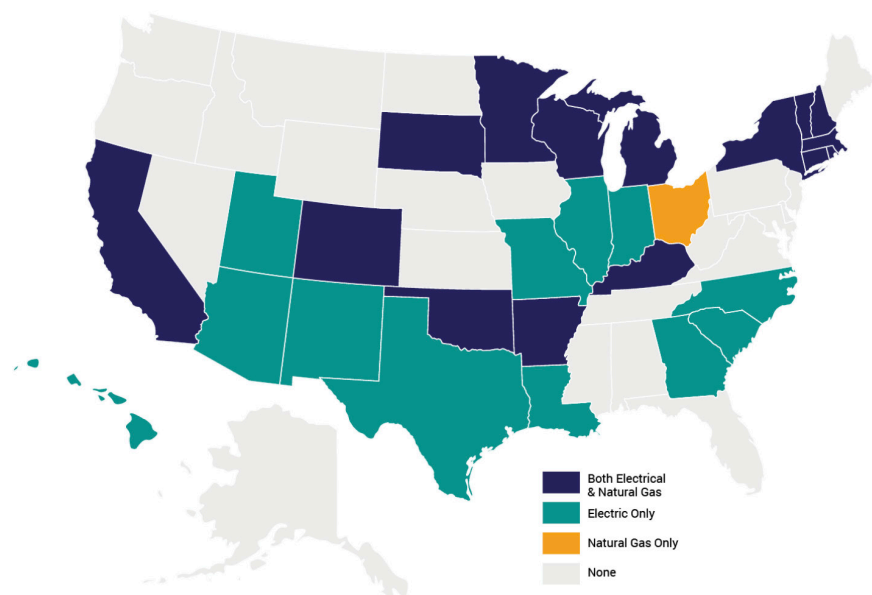 Both Electrical
& Natural Gas
Electric Only
Natural Gas Only
None